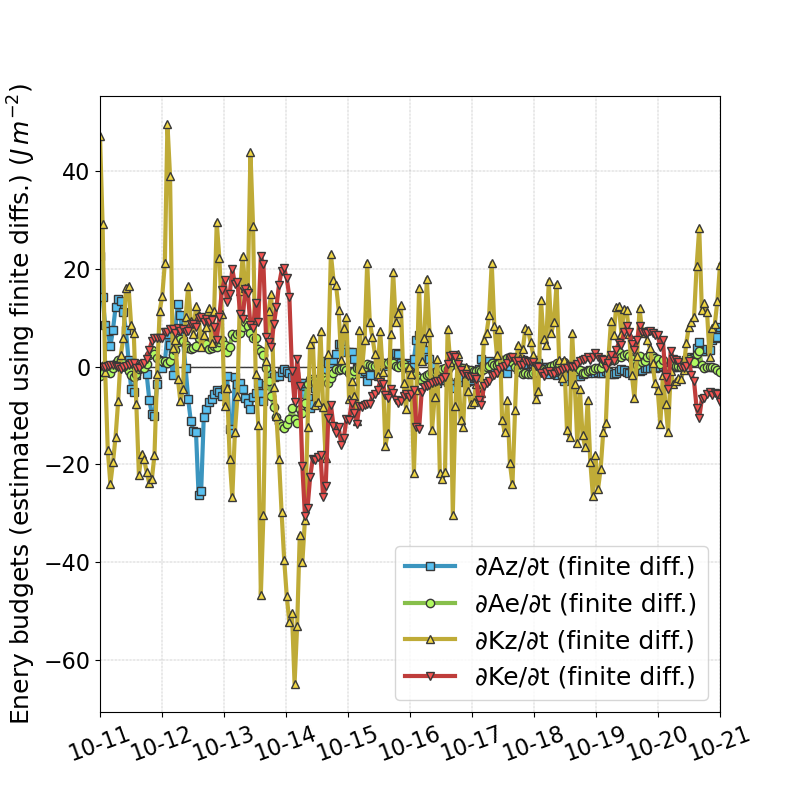 Enery budgets (estimated using finite diffs.) (J m⁻²)
40
20
0
−20
−40
−60
∂Az/∂t (finite diff.)
∂Ae/∂t (finite diff.)
∂Kz/∂t (finite diff.)
∂Ke/∂t (finite diff.)
10-11 10-12 10-13 10-14 10-15 10-16 10-17 10-18 10-19 10-20 10-21